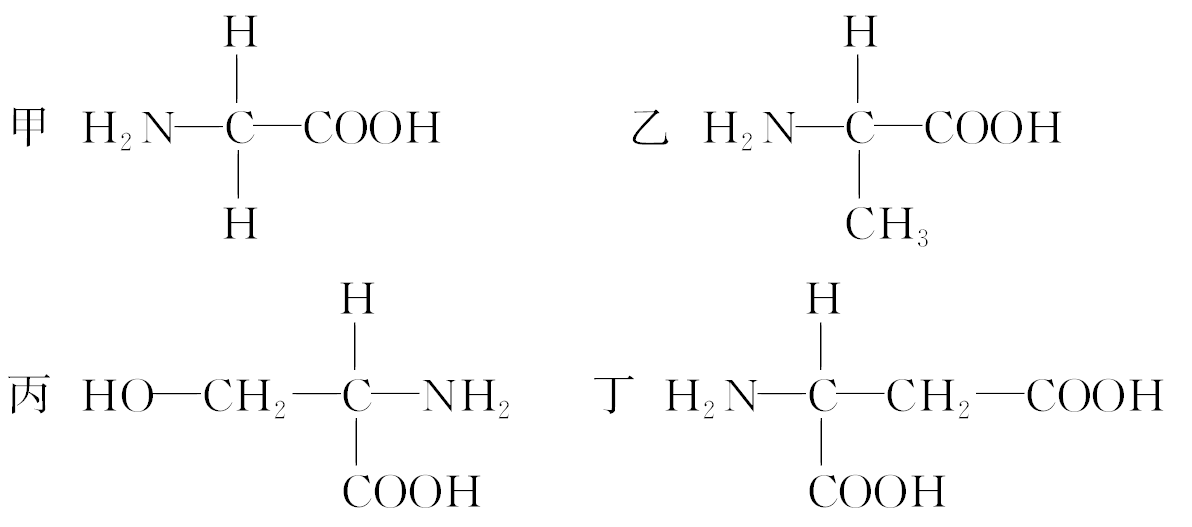 H H
甲 H₂N—C—COOH 乙 H₂N—C—COOH
H CH₃
H H
丙 HO—CH₂—C—NH₂ 丁 H₂N—C—CH₂—COOH
COOH COOH